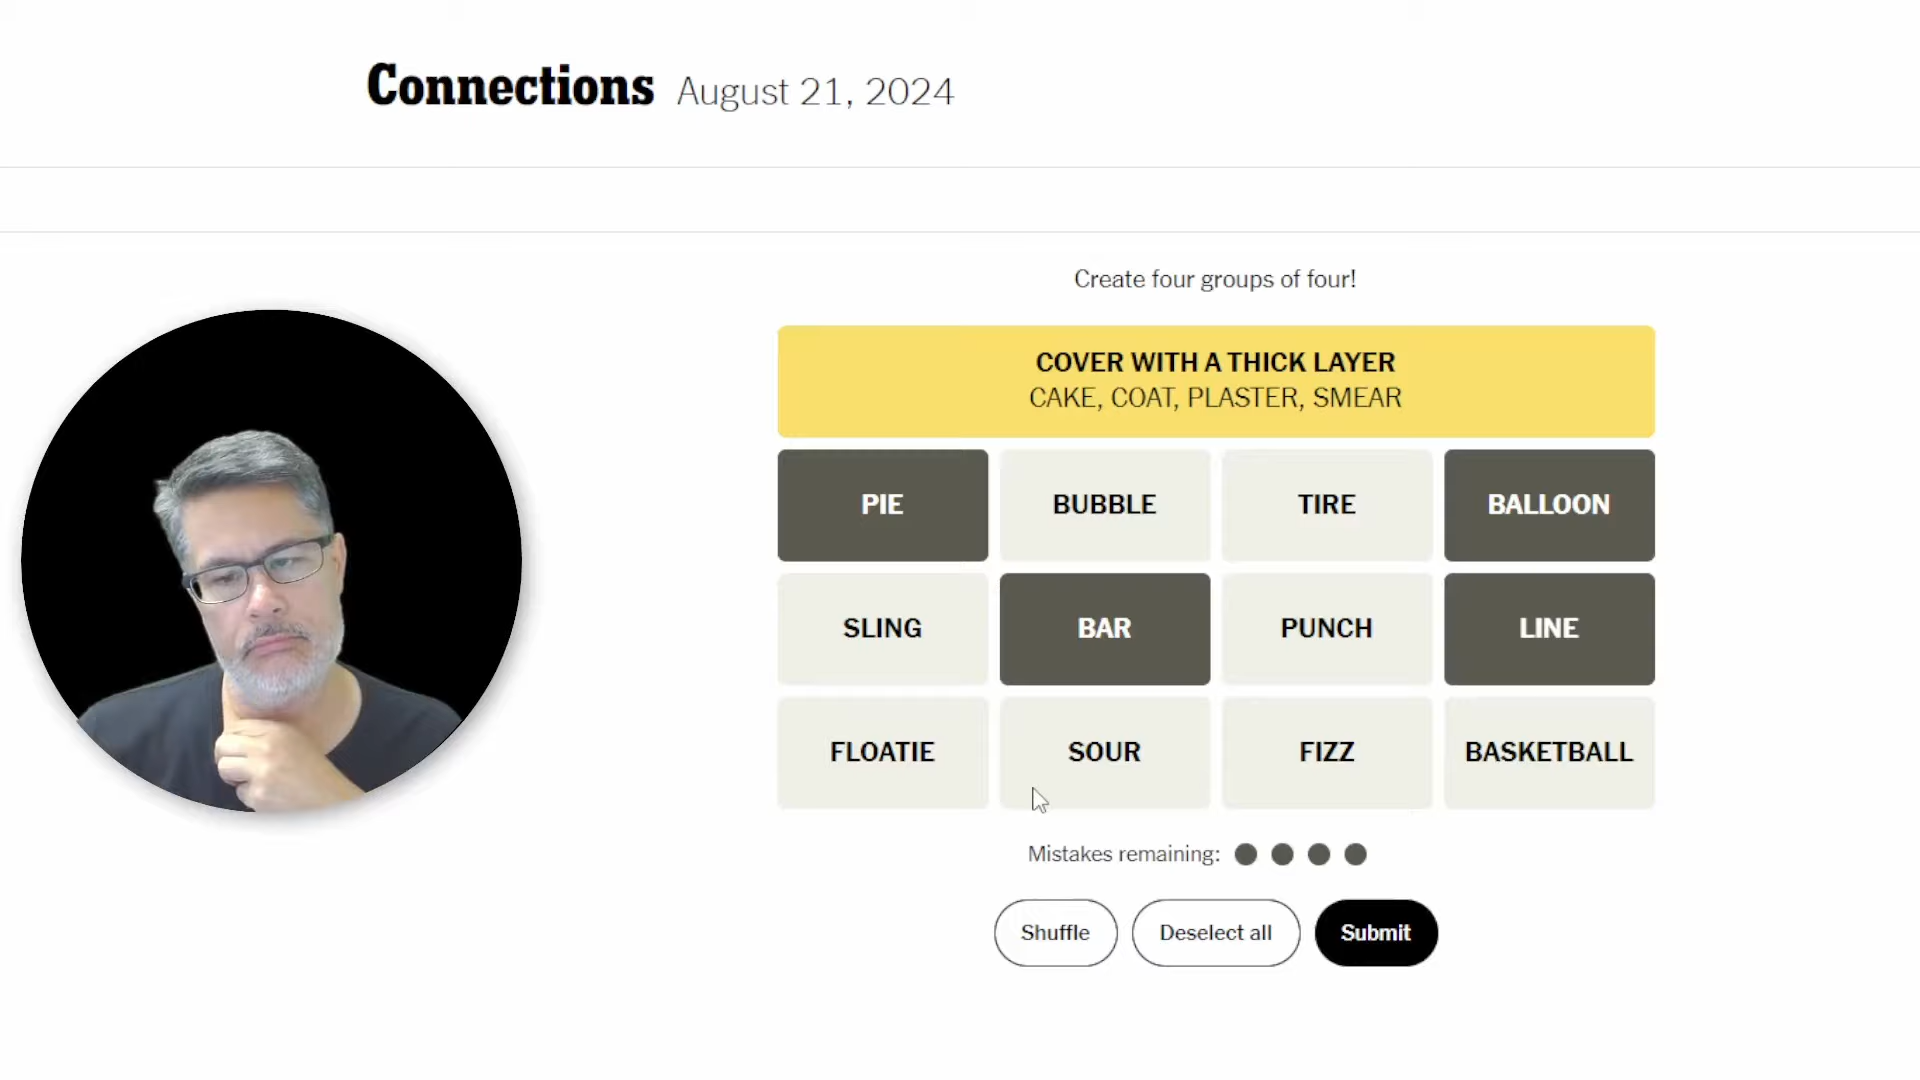 Connections August 21, 2024
Create four groups of four!
COVER WITH A THICK LAYER
CAKE, COAT, PLASTER, SMEAR
PIE BUBBLE TIRE BALLOON
SLING BAR PUNCH LINE
FLOATIE SOUR FIZZ BASKETBALL
Mistakes remaining:
Shuffle Deselect all Submit